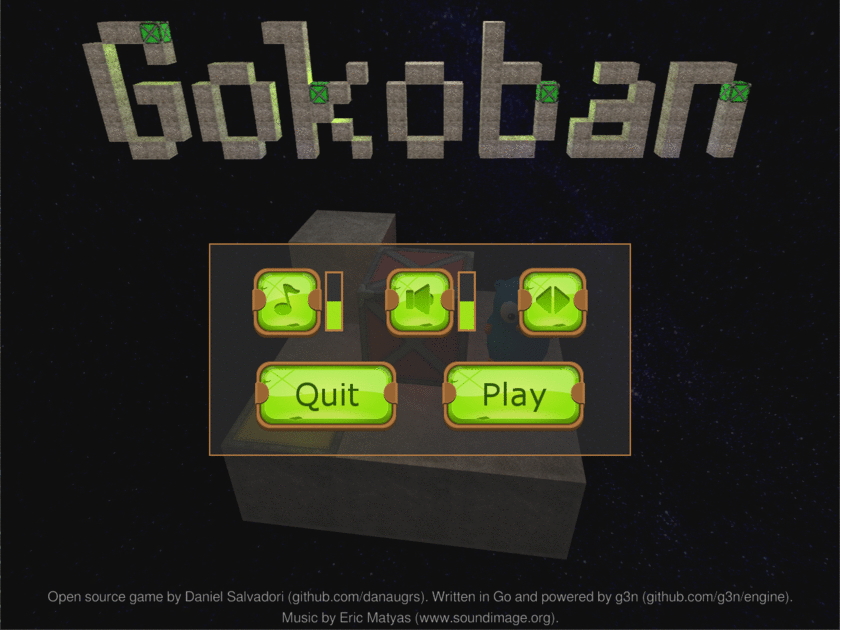 Gokoban
Quit Play
Open source game by Daniel Salvadori (github.com/danaugrs). Written in Go and powered by g3n (github.com/g3n/engine).
Music by Eric Matyas (www.soundimage.org).